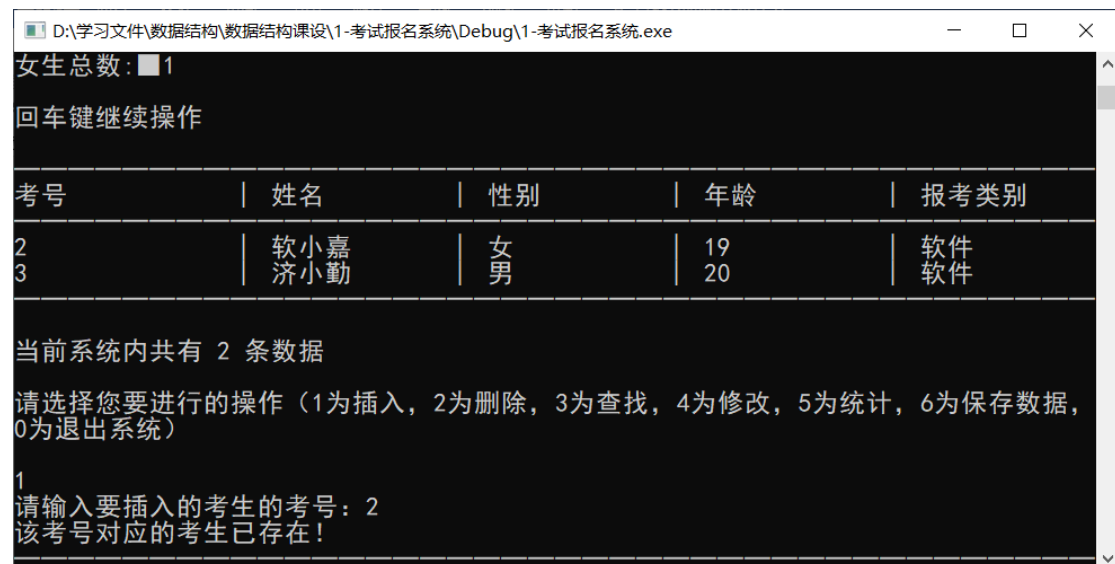 D:\学习文件\数据结构\数据结构课设\1-考试报名系统\Debug\1-考试报名系统.exe
女生总数:■1
回车键继续操作
考号 | 姓名 | 性别 | 年龄 | 报考类别
2 | 软小嘉 | 女 | 19 | 软件
3 | 济小勤 | 男 | 20 | 软件
当前系统内共有 2 条数据
请选择您要进行的操作（1为插入，2为删除，3为查找，4为修改，5为统计，6为保存数据，
0为退出系统）
1
请输入要插入的考生的考号：2
该考号对应的考生已存在！